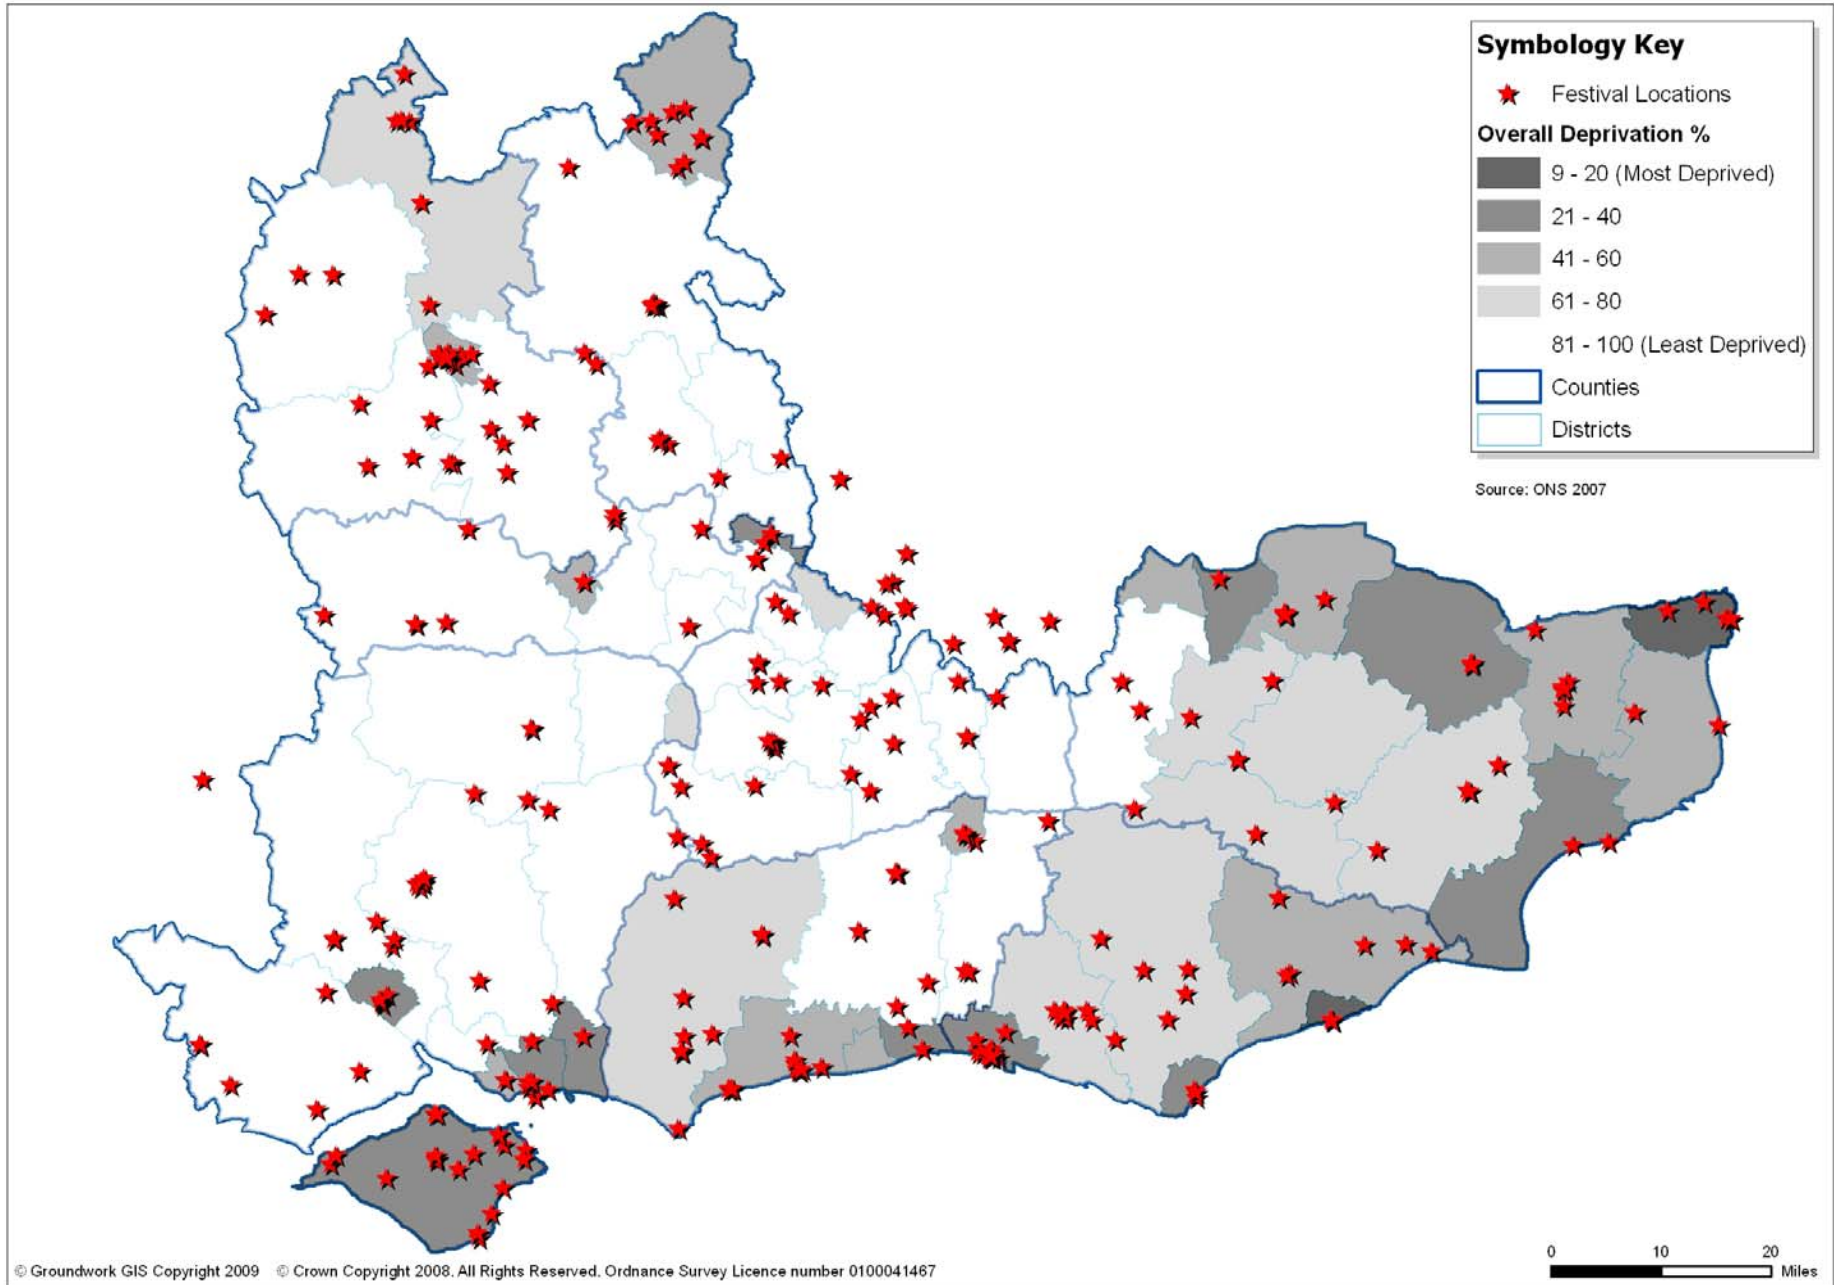 Symbology Key
Festival Locations
Overall Deprivation %
9 - 20 (Most Deprived)
21 - 40
41 - 60
61 - 80
81 - 100 (Least Deprived)
Counties
Districts
Source: ONS 2007
0 10 20
Miles
© Groundwork GIS Copyright 2009 © Crown Copyright 2008. All Rights Reserved. Ordnance Survey Licence number 0100041467